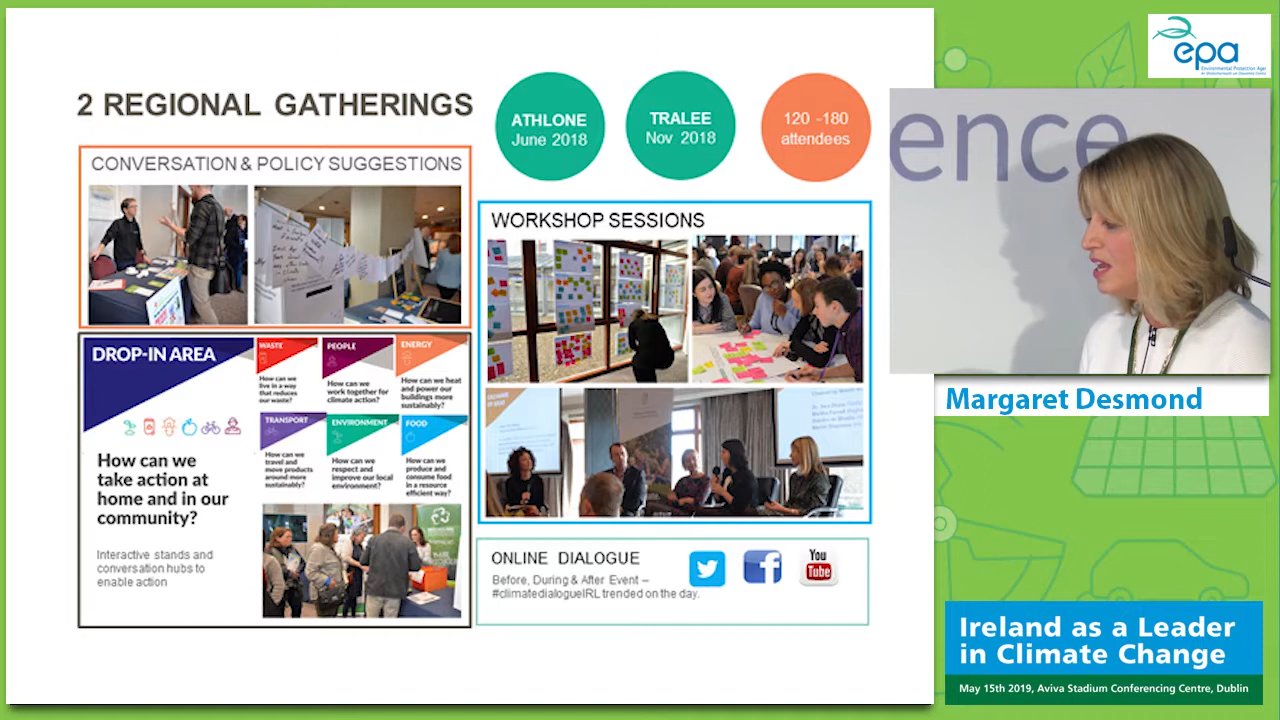 2 REGIONAL GATHERINGS
ATHLONE
June 2018
TRALEE
Nov 2018
120 -180
attendees
CONVERSATION & POLICY SUGGESTIONS
WORKSHOP SESSIONS
DROP-IN AREA
How can we
take action at
home and in our
community?
Interactive stands and
conversation hubs to
enable action
WASTE
How can we
live in a way
that reduces
our waste?
PEOPLE
How can we
work together for
climate action?
ENERGY
How can we heat
and power our
buildings more
sustainably?
TRANSPORT
How can we
travel and
move products
around more
sustainably?
ENVIRONMENT
How can we
respect and
improve our local
environment?
FOOD
How can we
produce and
consume food
in a resource
efficient way?
ONLINE DIALOGUE
Before, During & After Event –
#climatedialogueIRL trended on the day.
You
Tube
epa
ence
Margaret Desmond
Ireland as a Leader
in Climate Change
May 15th 2019, Aviva Stadium Conferencing Centre, Dublin